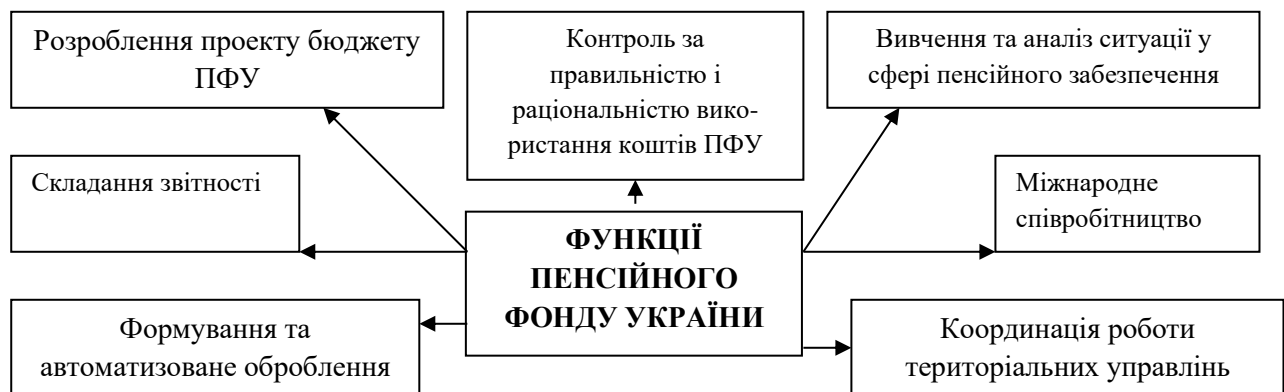 Розроблення проекту бюджету
ПФУ
Контроль за
правильністю і
раціональністю вико-
ристання коштів ПФУ
Вивчення та аналіз ситуації у
сфері пенсійного забезпечення
Складання звітності
Міжнародне
співробітництво
ФУНКЦІЇ
ПЕНСІЙНОГО
ФОНДУ УКРАЇНИ
Формування та
автоматизоване оброблення
Координація роботи
територіальних управлінь